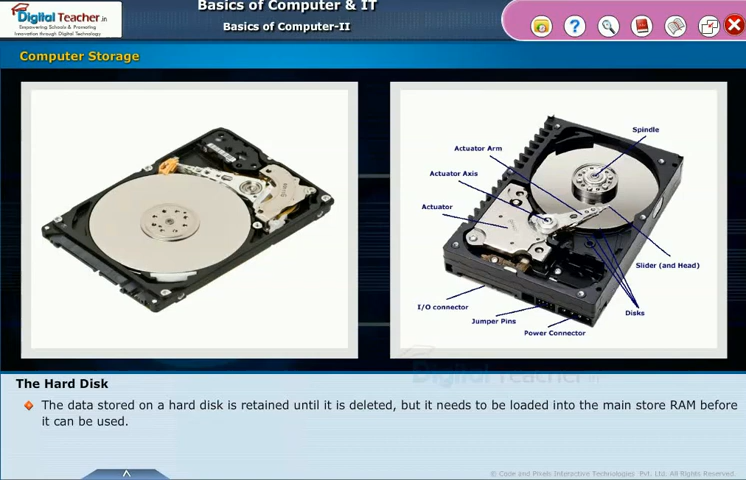 Digital Teacher.in
Empowering Schools & Promoting
Innovation through Digital Technology
Basics of Computer & IT
Basics of Computer-II
Computer Storage
Spindle
Actuator Arm
Actuator Axis
Actuator
Slider (and Head)
I/O connector
Disks
Jumper Pins
Power Connector
Digital Teacher.in
The Hard Disk
The data stored on a hard disk is retained until it is deleted, but it needs to be loaded into the main store RAM before
it can be used.
© Code and Pixels Interactive Technologies Pvt. Ltd. All Rights Reserved.